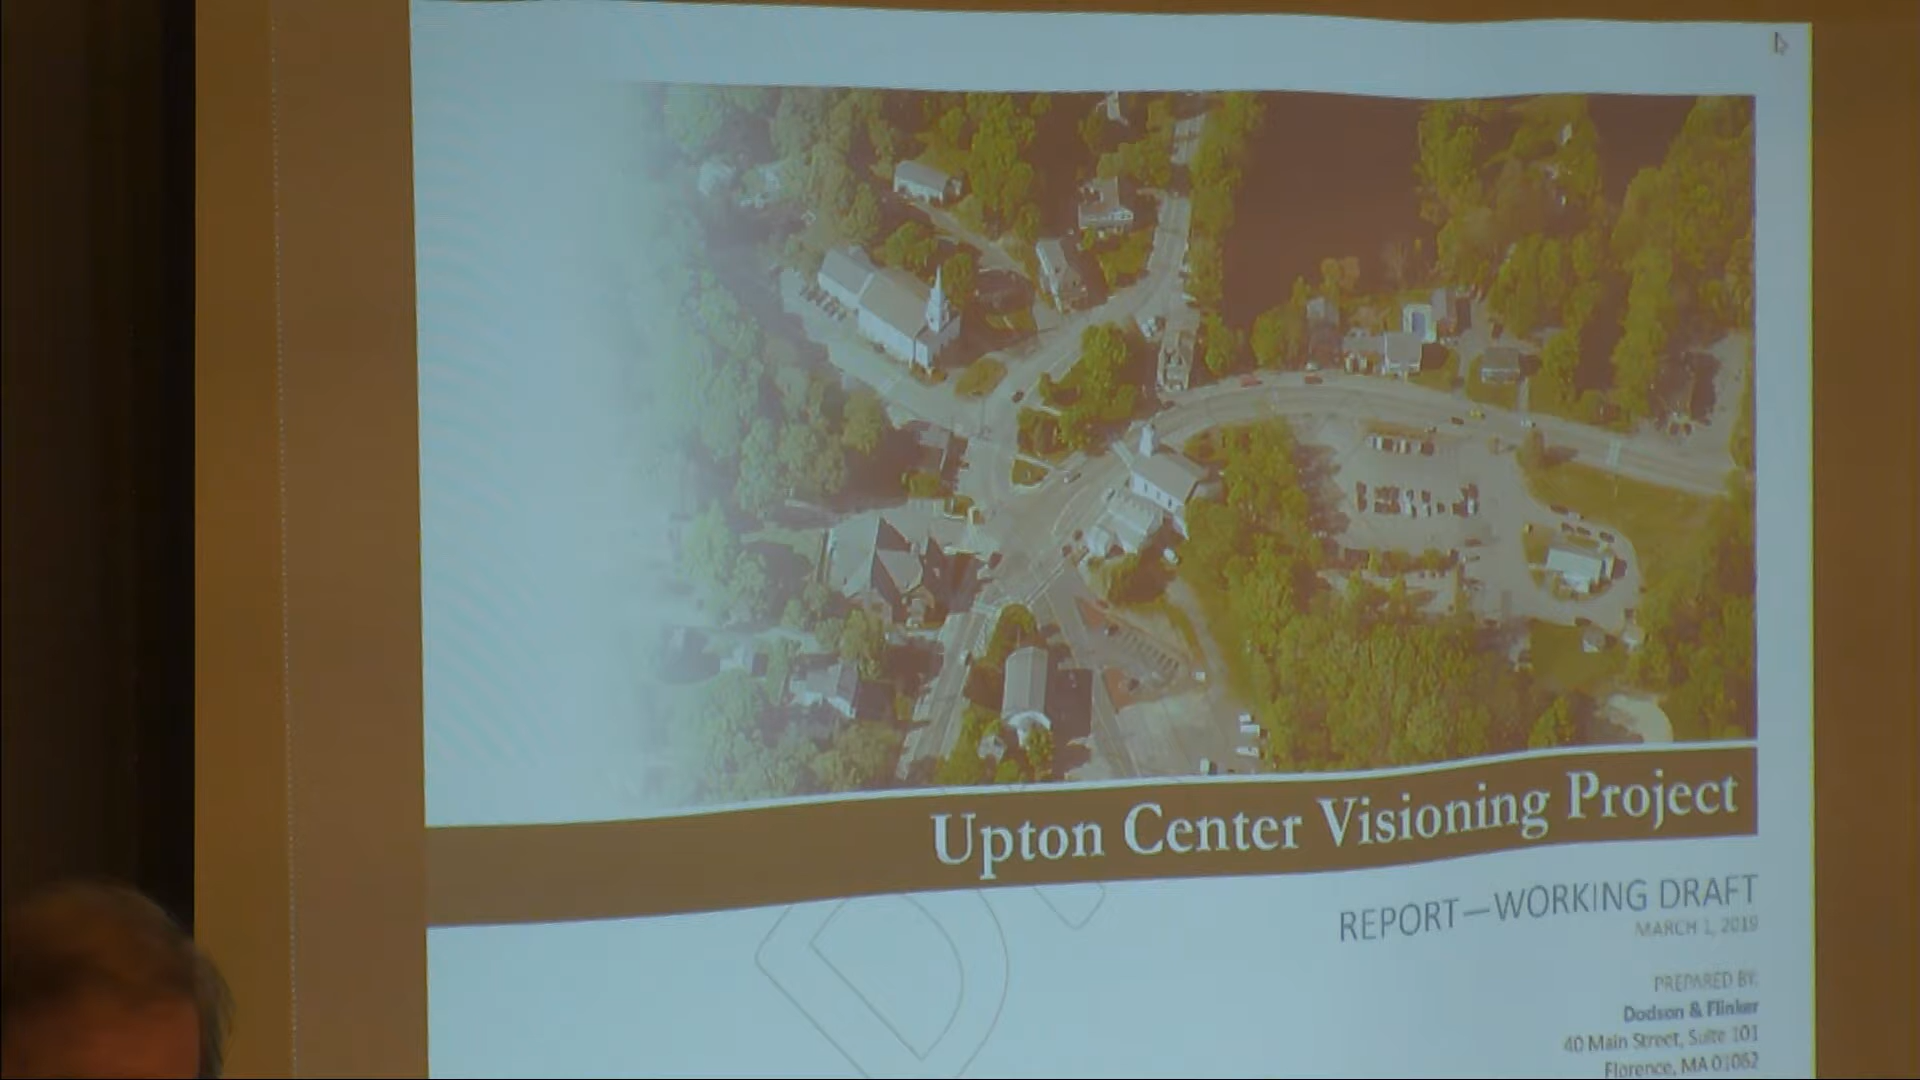 Upton Center Visioning Project
REPORT—WORKING DRAFT
MARCH 1, 2019
PREPARED BY:
Dodson & Flinker
40 Main Street, Suite 101
Florence, MA 01062
D